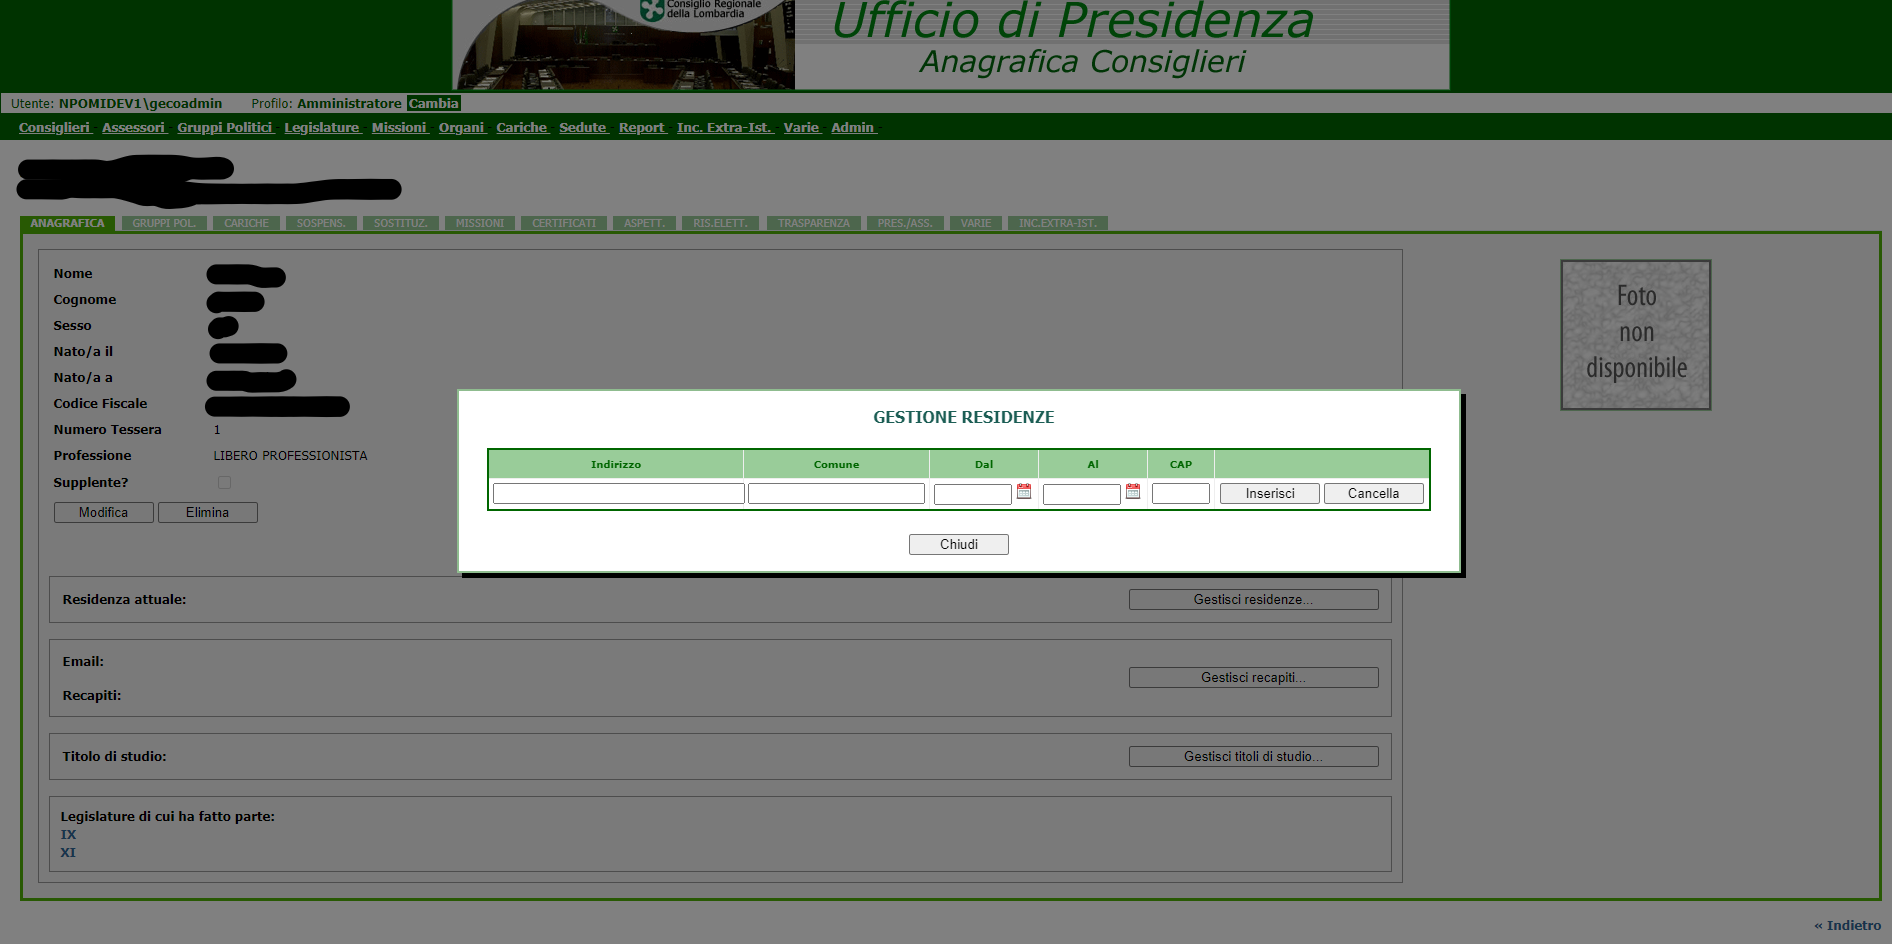 Consiglio Regionale
della Lombardia
Ufficio di Presidenza
Anagrafica Consiglieri
Utente: NPOMIDEV1\gecoadmin Profilo: Amministratore Cambia
Consiglieri Assessori Gruppi Politici Legislature Missioni Organi Cariche Sedute Report Inc. Extra-Ist. Varie Admin
ANAGRAFICA GRUPPI POL. CARICHE SOSPENS. SOSTITUZ. MISSIONI CERTIFICATI ASPETT. RIS.ELETT. TRASPARENZA PRES./ASS. VARIE INC.EXTRA-IST.
Nome
Cognome
Sesso
Nato/a il
Nato/a a
Codice Fiscale
Numero Tessera 1
Professione LIBERO PROFESSIONISTA
Supplente?
Modifica Elimina
Foto
non
disponibile
GESTIONE RESIDENZE
Indirizzo Comune Dal Al CAP
Inserisci Cancella
Chiudi
Residenza attuale: Gestisci residenze...
Email:
Gestisci recapiti...
Recapiti:
Titolo di studio: Gestisci titoli di studio...
Legislature di cui ha fatto parte:
IX
XI
« Indietro